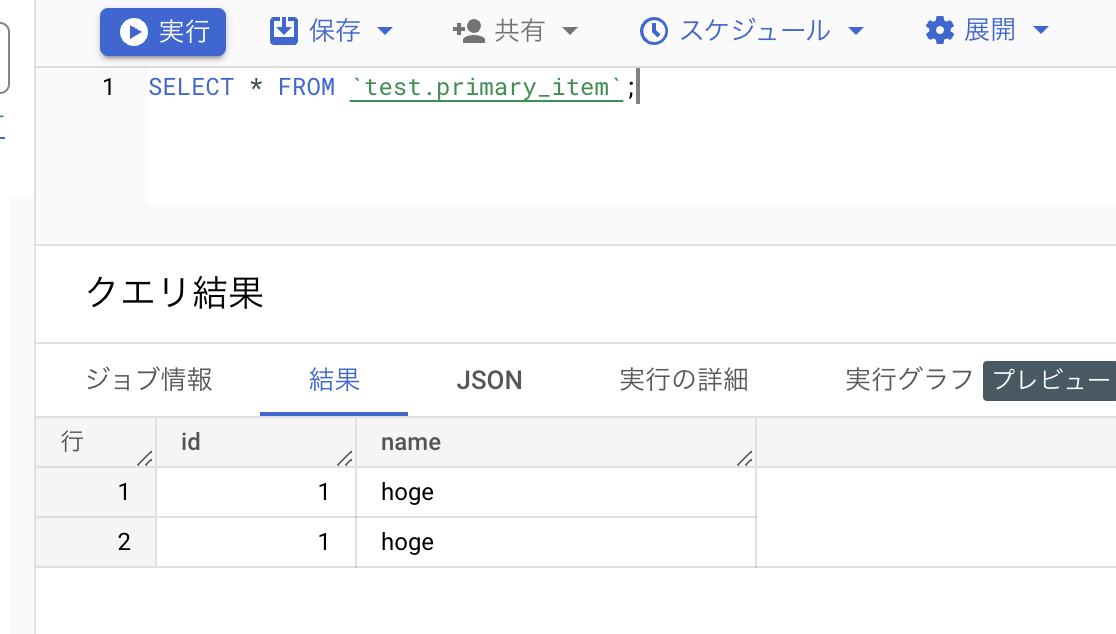 実行 保存 共有 スケジュール 展開
1 SELECT * FROM `test.primary_item`;
クエリ結果
ジョブ情報 結果 JSON 実行の詳細 実行グラフ プレビュー
行 id name
1 1 hoge
2 1 hoge